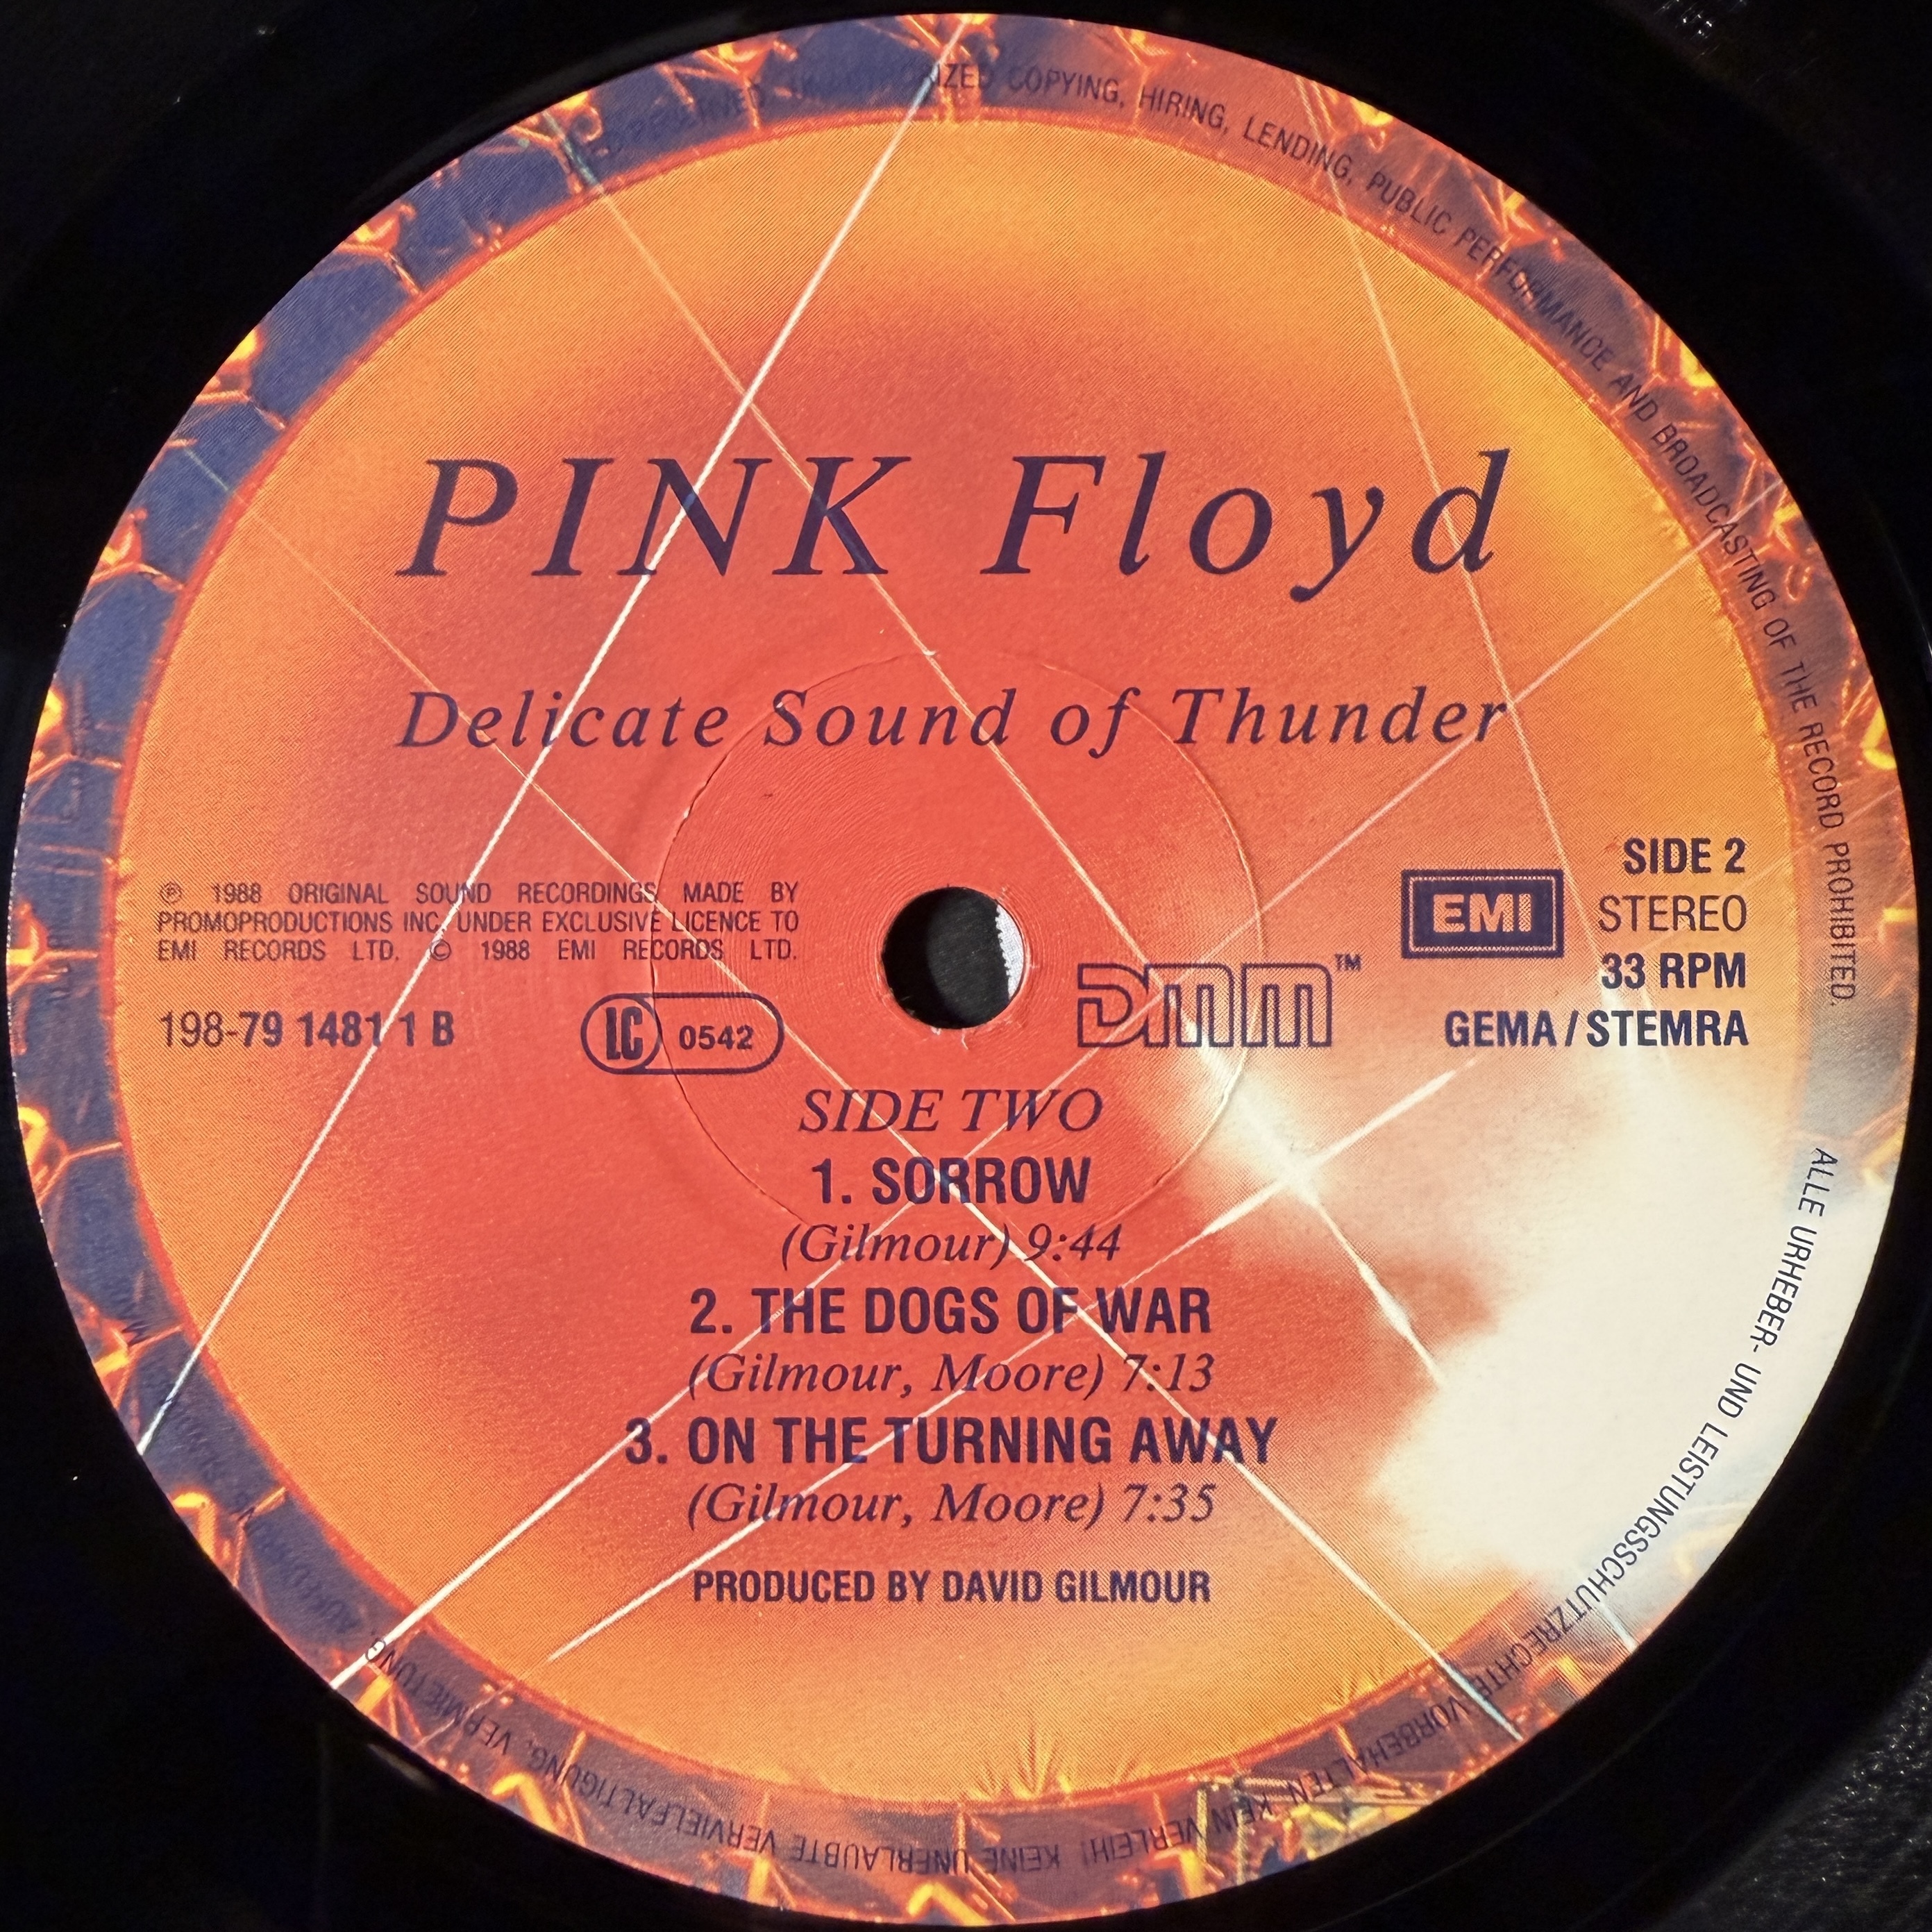 IZED COPYING, HIRING, LENDING, PUBLIC PERFORMANCE AND BROADCASTING OF THE RECORD PROHIBITED.
PINK Floyd
Delicate Sound of Thunder
℗ 1988 ORIGINAL SOUND RECORDINGS MADE BY
PROMOPRODUCTIONS INC. UNDER EXCLUSIVE LICENCE TO
EMI RECORDS LTD. © 1988 EMI RECORDS LTD.
198-79 1481 1 B
LC 0542
DMM™
EMI
SIDE 2
STEREO
33 RPM
GEMA/STEMRA
SIDE TWO
1. SORROW
(Gilmour) 9:44
2. THE DOGS OF WAR
(Gilmour, Moore) 7:13
3. ON THE TURNING AWAY
(Gilmour, Moore) 7:35
PRODUCED BY DAVID GILMOUR
ALLE URHEBER- UND LEISTUNGSSCHUTZRECHTE VORBEHALTEN. KEIN VERLEIH! KEINE UNERLAUBTE VERVIELFÄLTIGUNG, VERMIETUNG,